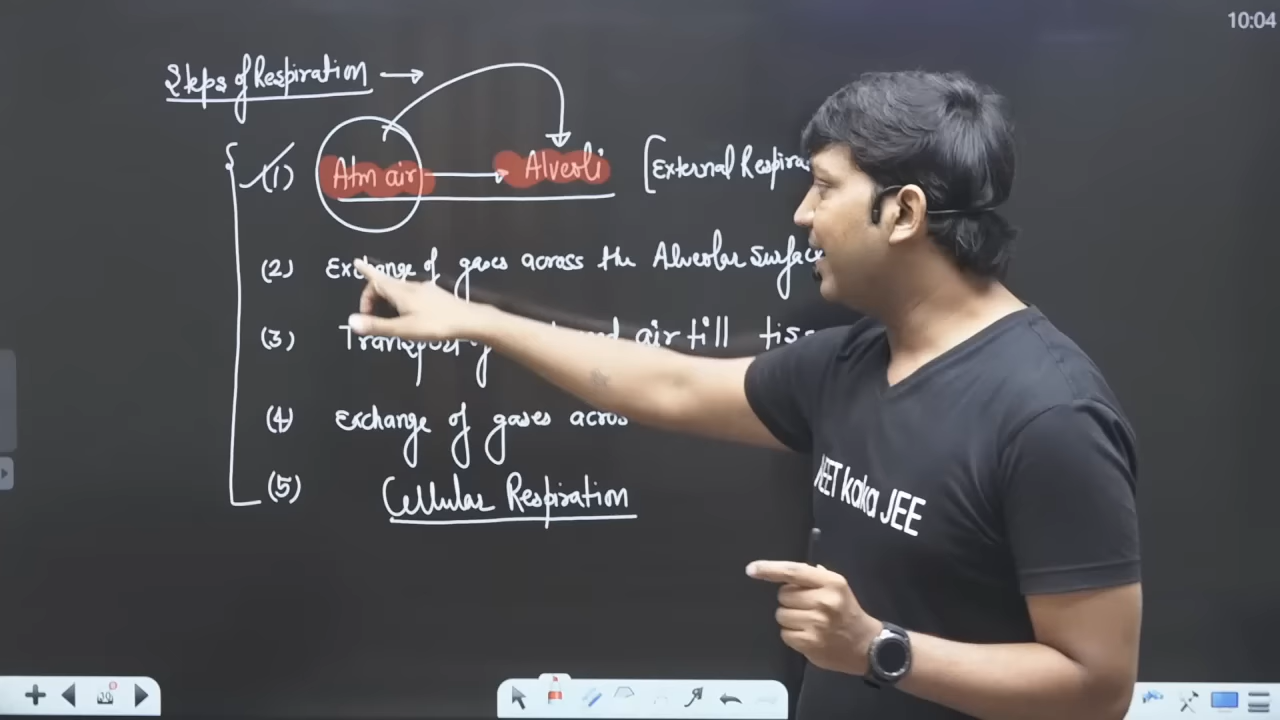 10:04
Steps of Respiration →
(1) Atm air → Alveoli [External Respira
(2) Exchange of gases across the Alveolar Surfac
(3) Transport air till tiss
(4) Exchange of gases acros
(5) Cellular Respiration
NEET kaka JEE